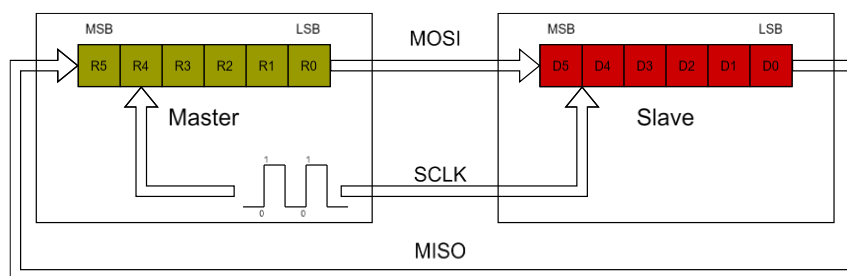 MSB LSB MOSI MSB LSB
R5 R4 R3 R2 R1 R0 D5 D4 D3 D2 D1 D0
Master Slave
1 1
SCLK
0 0
MISO